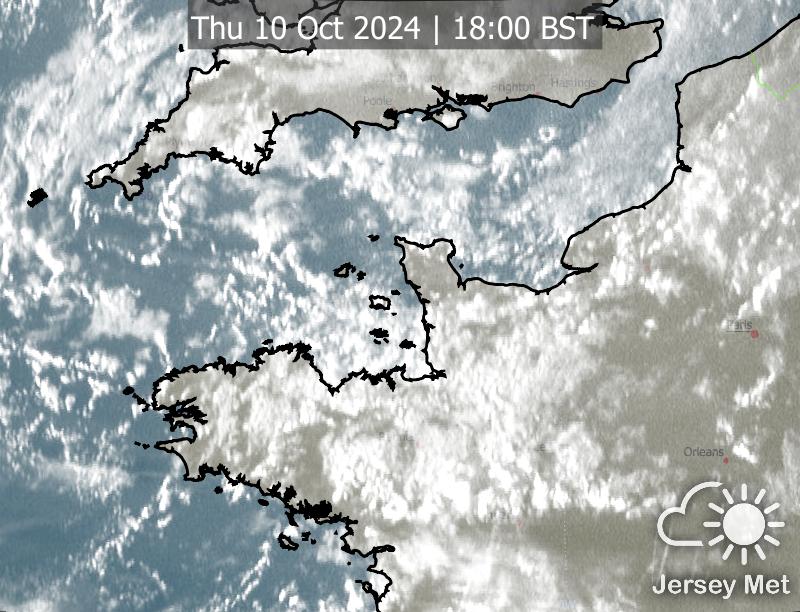 Thu 10 Oct 2024 | 18:00 BST
Hastings
Brighton
Poole
Paris
Orleans
Jersey Met